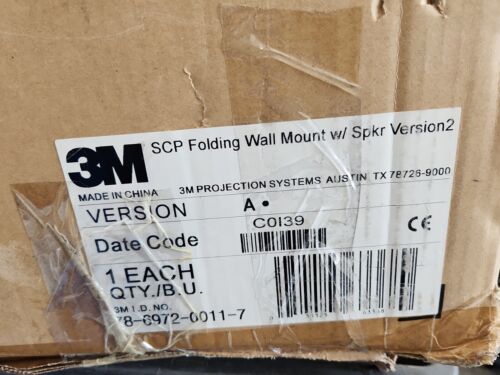 3M
SCP Folding Wall Mount w/ Spkr Version2
MADE IN CHINA
3M PROJECTION SYSTEMS AUSTIN TX 78726-9000
VERSION A •
Date Code C0I39
CE
1 EACH
QTY./B.U.
3M I.D. NO.
78-6972-0011-7